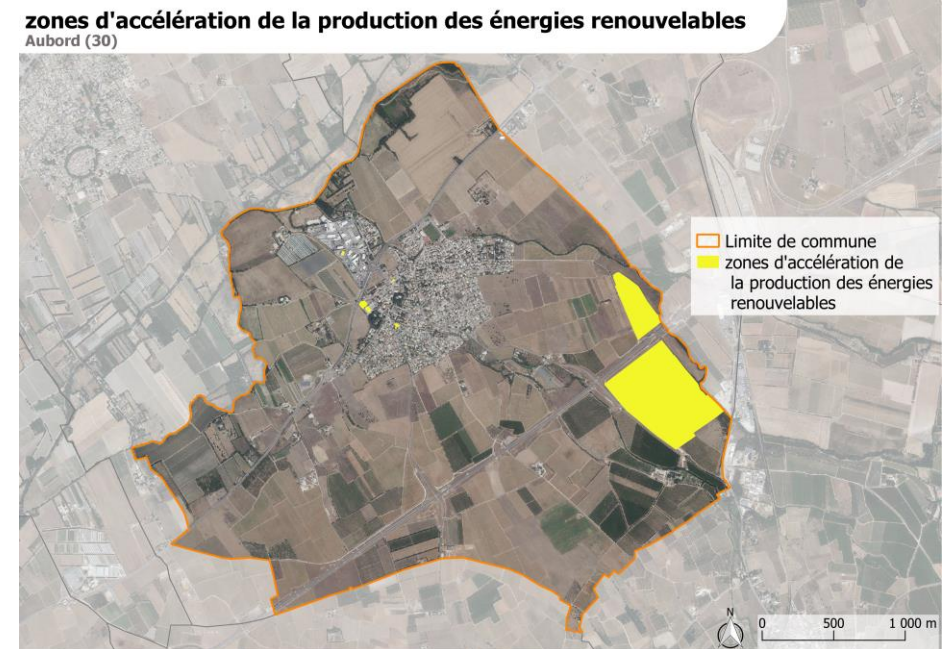 zones d'accélération de la production des énergies renouvelables
Aubord (30)
Limite de commune
zones d'accélération de
la production des énergies
renouvelables
N
0 500 1 000 m